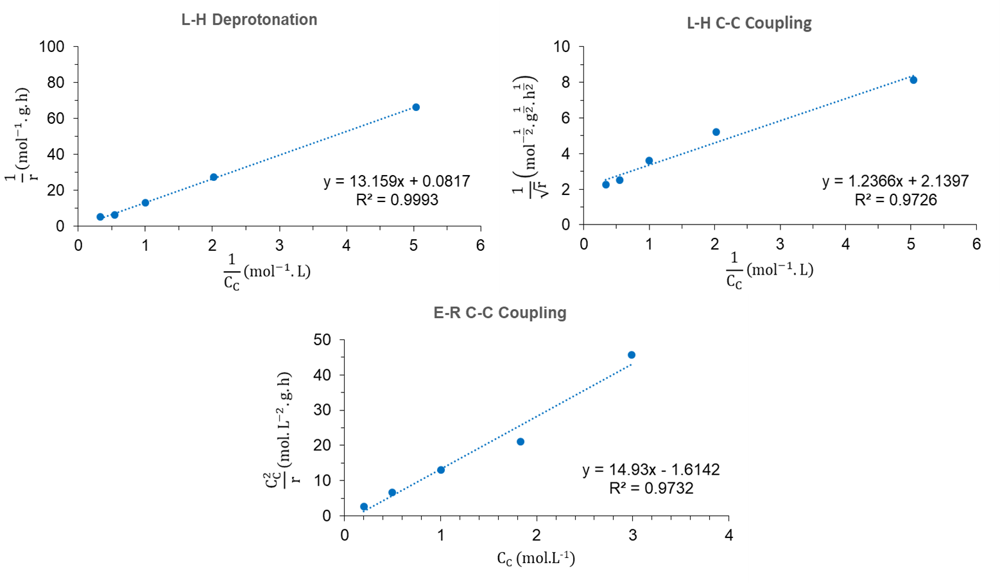 L-H Deprotonation
100
80
60
40
20
0
0 1 2 3 4 5 6
1/r (mol⁻¹. g. h)
1/C_C (mol⁻¹. L)
y = 13.159x + 0.0817
R² = 0.9993
L-H C-C Coupling
10
8
6
4
2
0
0 1 2 3 4 5 6
1/√r (mol^-1/2. g^1/2. h^1/2)
1/C_C (mol⁻¹. L)
y = 1.2366x + 2.1397
R² = 0.9726
E-R C-C Coupling
50
40
30
20
10
0
0 1 2 3 4
C_C²/r (mol. L⁻². g. h)
C_C (mol.L⁻¹)
y = 14.93x - 1.6142
R² = 0.9732